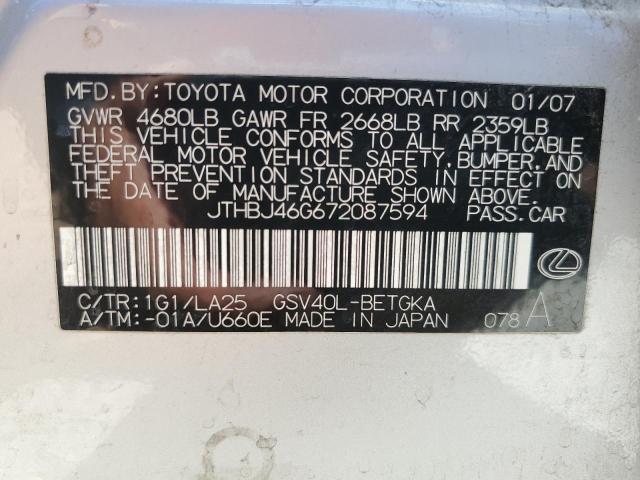 MFD. BY: TOYOTA MOTOR CORPORATION 01/07
GVWR 4680LB GAWR FR 2668LB RR 2359LB
THIS VEHICLE CONFORMS TO ALL APPLICABLE
FEDERAL MOTOR VEHICLE SAFETY, BUMPER, AND
THEFT PREVENTION STANDARDS IN EFFECT ON
THE DATE OF MANUFACTURE SHOWN ABOVE.
JTHBJ46G672087594 PASS. CAR
C/TR: 1G1/LA25 GSV40L-BETGKA
A/TM: -01A/U660E MADE IN JAPAN 078 A